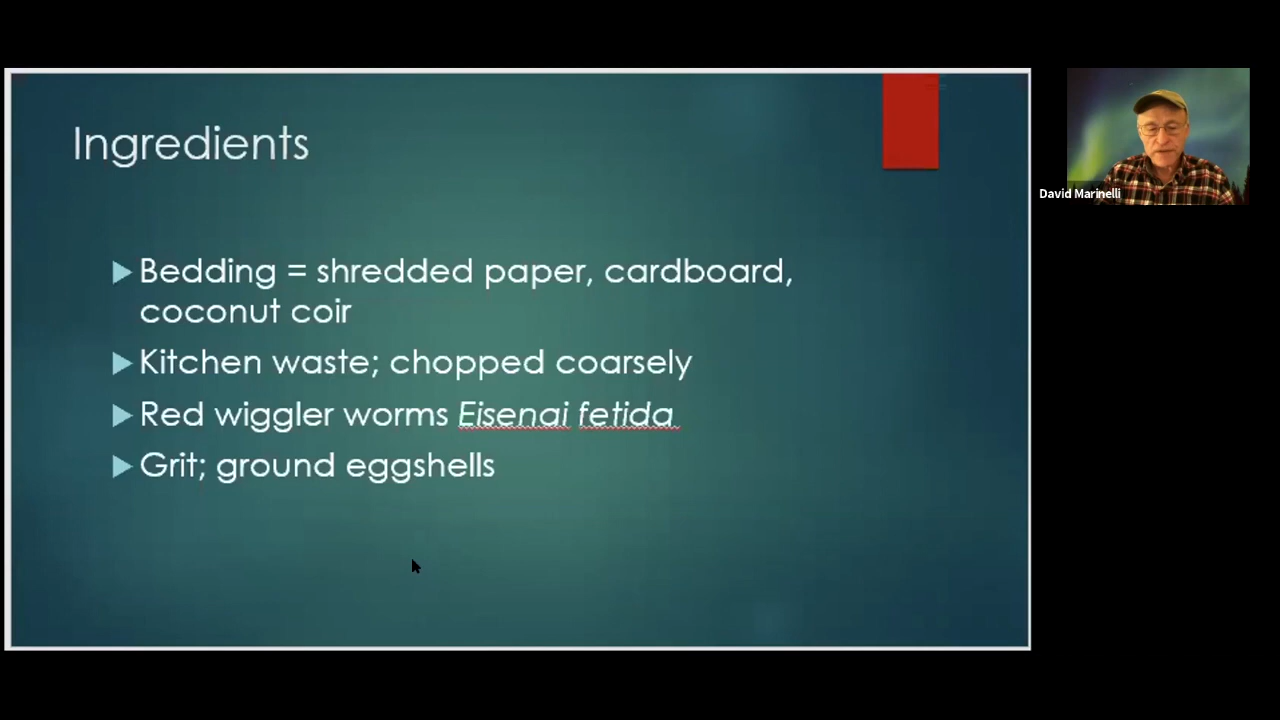 Ingredients
Bedding = shredded paper, cardboard,
coconut coir
Kitchen waste; chopped coarsely
Red wiggler worms Eisenai fetida
Grit; ground eggshells
David Marinelli